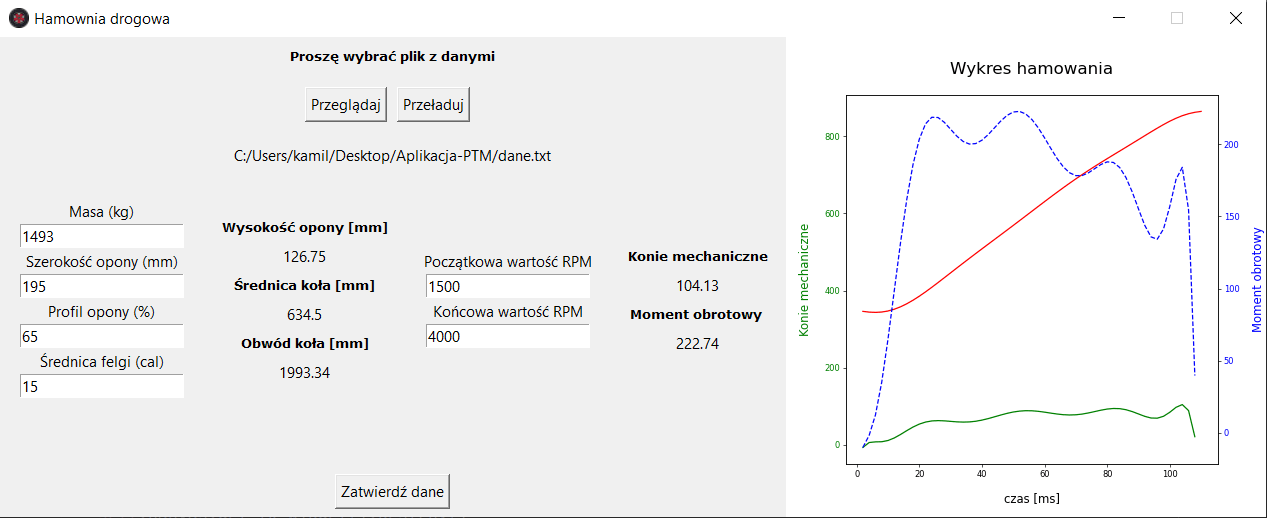 Hamownia drogowa
Proszę wybrać plik z danymi
Przeglądaj
Przeładuj
C:/Users/kamil/Desktop/Aplikacja-PTM/dane.txt
Masa (kg)
1493
Szerokość opony (mm)
195
Profil opony (%)
65
Średnica felgi (cal)
15
Wysokość opony [mm]
126.75
Średnica koła [mm]
634.5
Obwód koła [mm]
1993.34
Początkowa wartość RPM
1500
Końcowa wartość RPM
4000
Konie mechaniczne
104.13
Moment obrotowy
222.74
Zatwierdź dane
Wykres hamowania
Konie mechaniczne
800
600
400
200
0
Moment obrotowy
200
150
100
50
0
0 20 40 60 80 100
czas [ms]